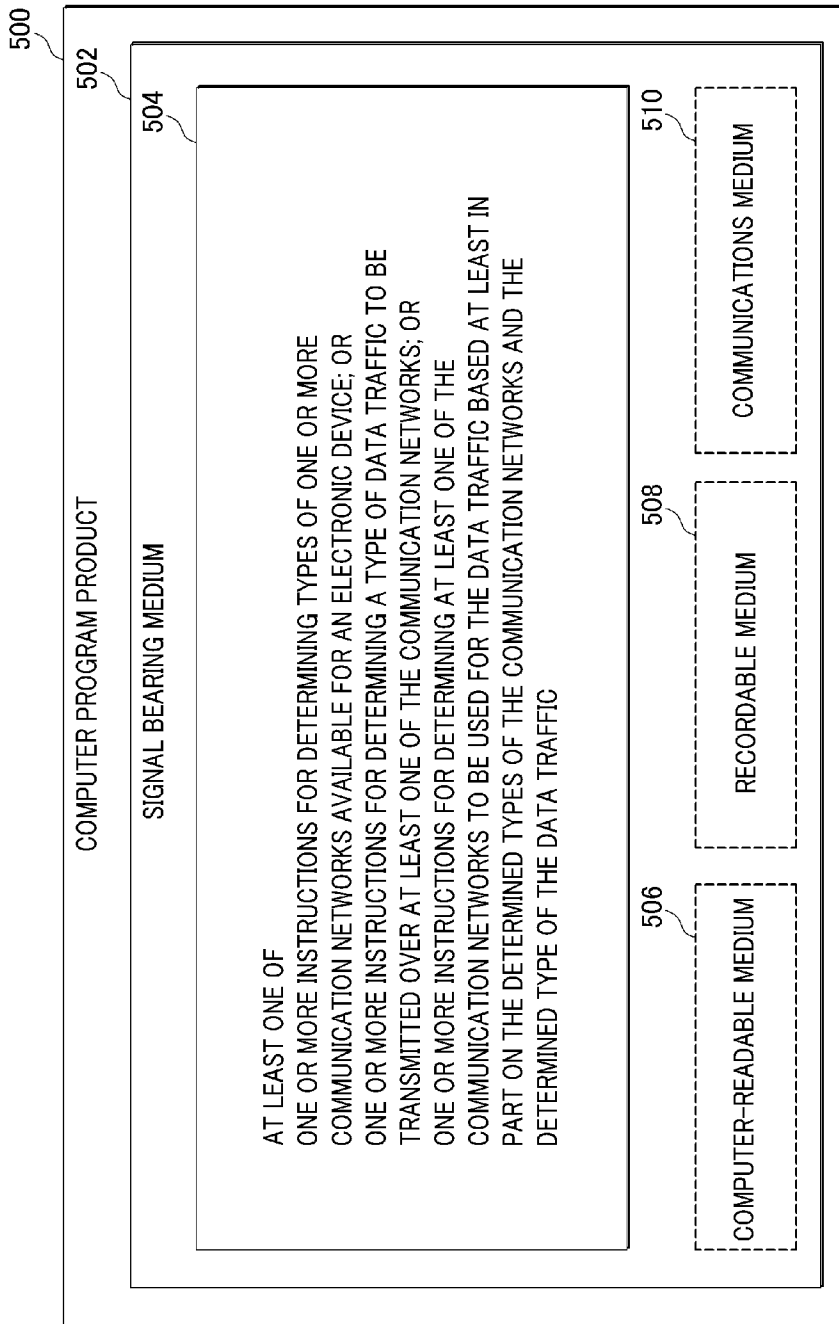 500
COMPUTER PROGRAM PRODUCT
502
SIGNAL BEARING MEDIUM
504
AT LEAST ONE OF
ONE OR MORE INSTRUCTIONS FOR DETERMINING TYPES OF ONE OR MORE
COMMUNICATION NETWORKS AVAILABLE FOR AN ELECTRONIC DEVICE; OR
ONE OR MORE INSTRUCTIONS FOR DETERMINING A TYPE OF DATA TRAFFIC TO BE
TRANSMITTED OVER AT LEAST ONE OF THE COMMUNICATION NETWORKS; OR
ONE OR MORE INSTRUCTIONS FOR DETERMINING AT LEAST ONE OF THE
COMMUNICATION NETWORKS TO BE USED FOR THE DATA TRAFFIC BASED AT LEAST IN
PART ON THE DETERMINED TYPES OF THE COMMUNICATION NETWORKS AND THE
DETERMINED TYPE OF THE DATA TRAFFIC
506
COMPUTER-READABLE MEDIUM
508
RECORDABLE MEDIUM
510
COMMUNICATIONS MEDIUM